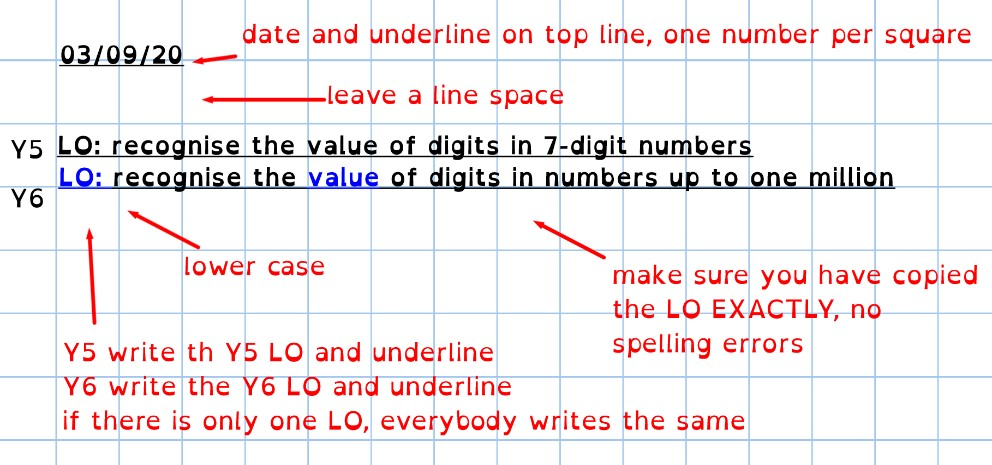 date and underline on top line, one number per square
03/09/20
leave a line space
Y5 LO: recognise the value of digits in 7-digit numbers
LO: recognise the value of digits in numbers up to one million
Y6
lower case
make sure you have copied
the LO EXACTLY, no
spelling errors
Y5 write th Y5 LO and underline
Y6 write the Y6 LO and underline
if there is only one LO, everybody writes the same